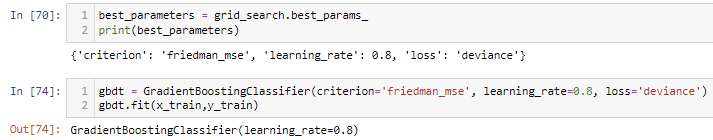 In [70]: 1 best_parameters = grid_search.best_params_
2 print(best_parameters)
{'criterion': 'friedman_mse', 'learning_rate': 0.8, 'loss': 'deviance'}
In [74]: 1 gbdt = GradientBoostingClassifier(criterion='friedman_mse', learning_rate=0.8, loss='deviance')
2 gbdt.fit(x_train,y_train)
Out[74]: GradientBoostingClassifier(learning_rate=0.8)